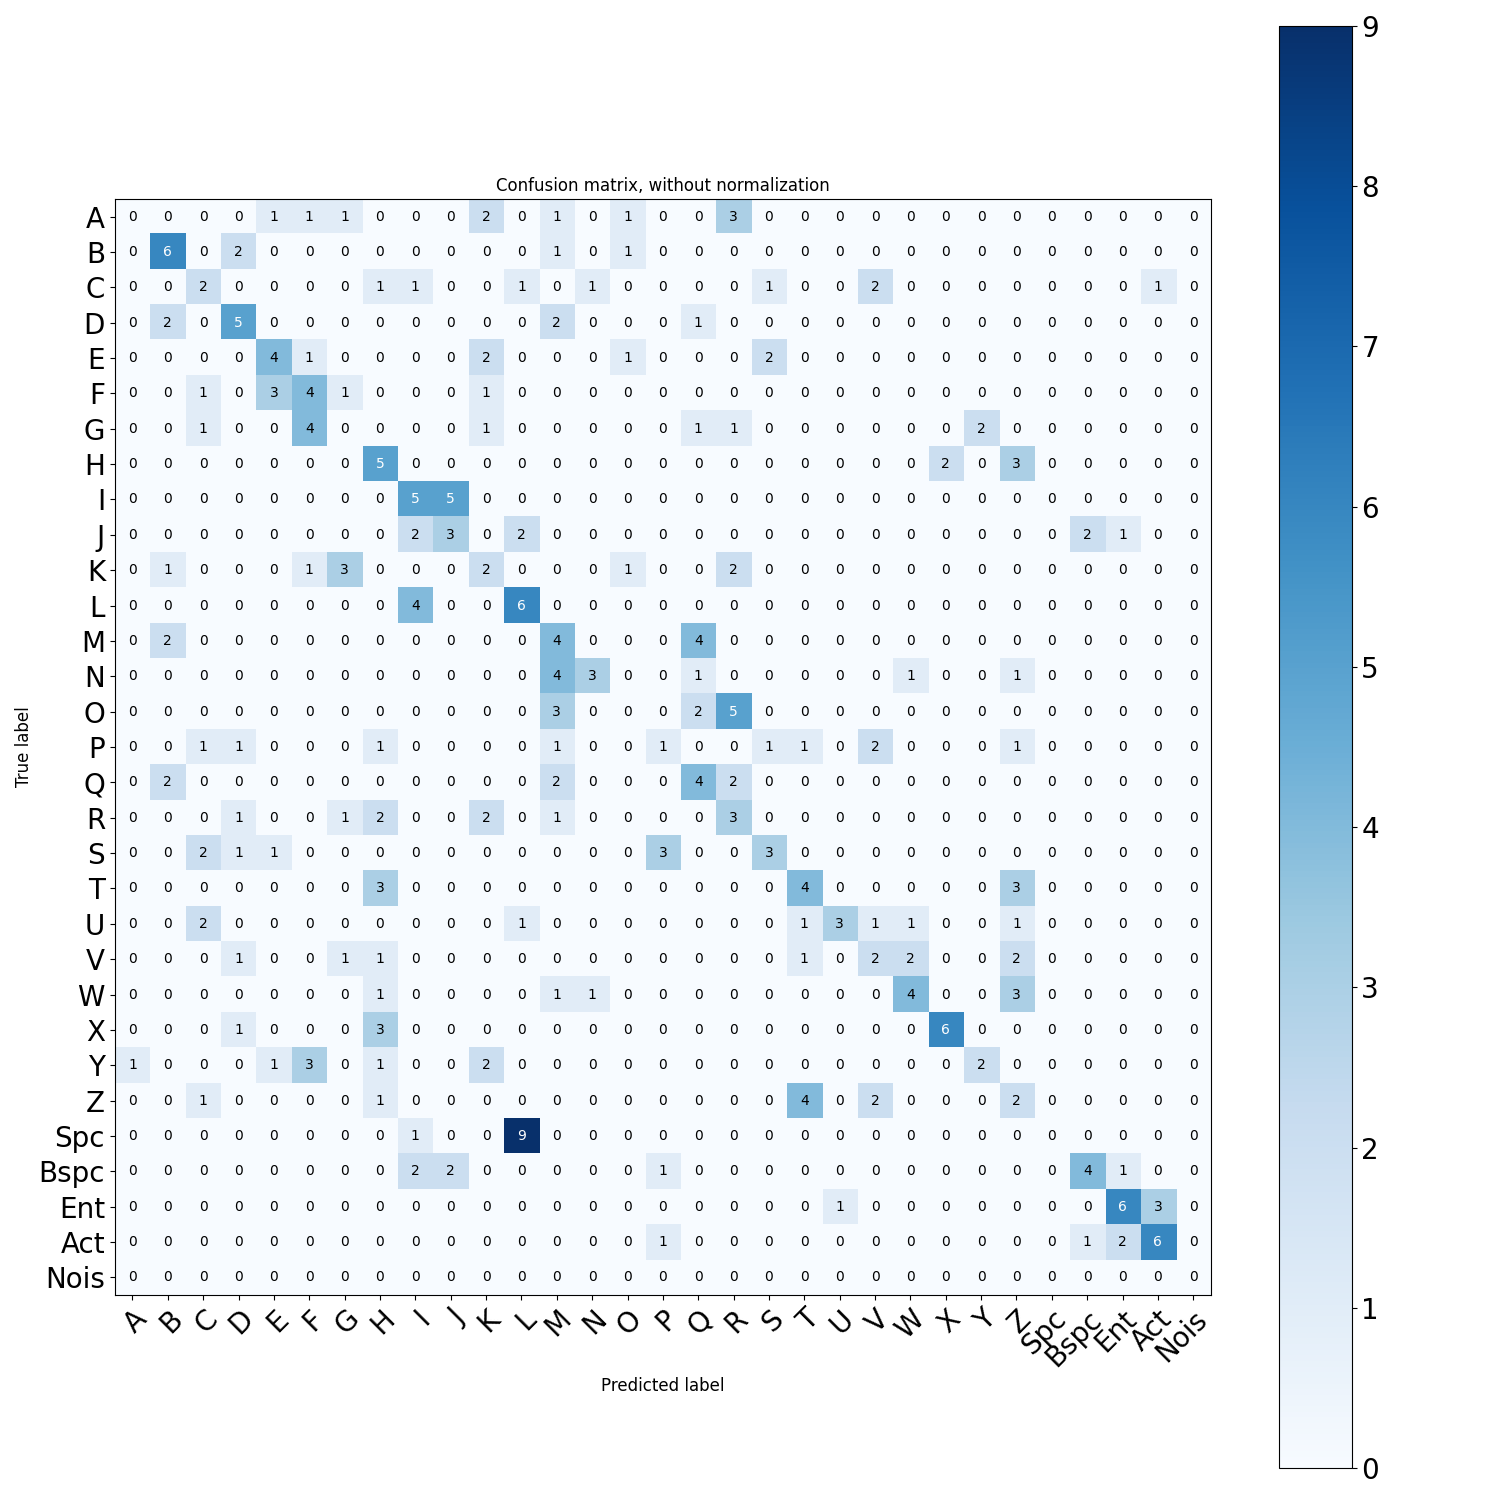 Confusion matrix, without normalization
A 0 0 0 0 1 1 1 0 0 0 2 0 1 0 1 0 0 3 0 0 0 0 0 0 0 0 0 0 0 0 0
B 0 6 0 2 0 0 0 0 0 0 0 0 1 0 1 0 0 0 0 0 0 0 0 0 0 0 0 0 0 0 0
C 0 0 2 0 0 0 0 1 1 0 0 1 0 1 0 0 0 0 1 0 0 2 0 0 0 0 0 0 0 1 0
D 0 2 0 5 0 0 0 0 0 0 0 0 2 0 0 0 1 0 0 0 0 0 0 0 0 0 0 0 0 0 0
E 0 0 0 0 4 1 0 0 0 0 2 0 0 0 1 0 0 0 2 0 0 0 0 0 0 0 0 0 0 0 0
F 0 0 1 0 3 4 1 0 0 0 1 0 0 0 0 0 0 0 0 0 0 0 0 0 0 0 0 0 0 0 0
G 0 0 1 0 0 4 0 0 0 0 1 0 0 0 0 0 1 1 0 0 0 0 0 0 2 0 0 0 0 0 0
H 0 0 0 0 0 0 0 5 0 0 0 0 0 0 0 0 0 0 0 0 0 0 0 2 0 3 0 0 0 0 0
I 0 0 0 0 0 0 0 0 5 5 0 0 0 0 0 0 0 0 0 0 0 0 0 0 0 0 0 0 0 0 0
J 0 0 0 0 0 0 0 0 2 3 0 2 0 0 0 0 0 0 0 0 0 0 0 0 0 0 0 2 1 0 0
K 0 1 0 0 0 1 3 0 0 0 2 0 0 0 1 0 0 2 0 0 0 0 0 0 0 0 0 0 0 0 0
L 0 0 0 0 0 0 0 0 4 0 0 6 0 0 0 0 0 0 0 0 0 0 0 0 0 0 0 0 0 0 0
M 0 2 0 0 0 0 0 0 0 0 0 0 4 0 0 0 4 0 0 0 0 0 0 0 0 0 0 0 0 0 0
N 0 0 0 0 0 0 0 0 0 0 0 0 4 3 0 0 1 0 0 0 0 0 1 0 0 1 0 0 0 0 0
O 0 0 0 0 0 0 0 0 0 0 0 0 3 0 0 0 2 5 0 0 0 0 0 0 0 0 0 0 0 0 0
P 0 0 1 1 0 0 0 1 0 0 0 0 1 0 0 1 0 0 1 1 0 2 0 0 0 1 0 0 0 0 0
Q 0 2 0 0 0 0 0 0 0 0 0 0 2 0 0 0 4 2 0 0 0 0 0 0 0 0 0 0 0 0 0
R 0 0 0 1 0 0 1 2 0 0 2 0 1 0 0 0 0 3 0 0 0 0 0 0 0 0 0 0 0 0 0
S 0 0 2 1 1 0 0 0 0 0 0 0 0 0 0 3 0 0 3 0 0 0 0 0 0 0 0 0 0 0 0
T 0 0 0 0 0 0 0 3 0 0 0 0 0 0 0 0 0 0 0 4 0 0 0 0 0 3 0 0 0 0 0
U 0 0 2 0 0 0 0 0 0 0 0 1 0 0 0 0 0 0 0 1 3 1 1 0 0 1 0 0 0 0 0
V 0 0 0 1 0 0 1 1 0 0 0 0 0 0 0 0 0 0 0 1 0 2 2 0 0 2 0 0 0 0 0
W 0 0 0 0 0 0 0 1 0 0 0 0 1 1 0 0 0 0 0 0 0 0 4 0 0 3 0 0 0 0 0
X 0 0 0 1 0 0 0 3 0 0 0 0 0 0 0 0 0 0 0 0 0 0 0 6 0 0 0 0 0 0 0
Y 1 0 0 0 1 3 0 1 0 0 2 0 0 0 0 0 0 0 0 0 0 0 0 0 2 0 0 0 0 0 0
Z 0 0 1 0 0 0 0 1 0 0 0 0 0 0 0 0 0 0 0 4 0 2 0 0 0 2 0 0 0 0 0
Spc 0 0 0 0 0 0 0 0 1 0 0 9 0 0 0 0 0 0 0 0 0 0 0 0 0 0 0 0 0 0 0
Bspc 0 0 0 0 0 0 0 0 2 2 0 0 0 0 0 1 0 0 0 0 0 0 0 0 0 0 0 4 1 0 0
Ent 0 0 0 0 0 0 0 0 0 0 0 0 0 0 0 0 0 0 0 0 1 0 0 0 0 0 0 0 6 3 0
Act 0 0 0 0 0 0 0 0 0 0 0 0 0 0 0 1 0 0 0 0 0 0 0 0 0 0 0 1 2 6 0
Nois 0 0 0 0 0 0 0 0 0 0 0 0 0 0 0 0 0 0 0 0 0 0 0 0 0 0 0 0 0 0 0
A B C D E F G H I J K L M N O P Q R S T U V W X Y Z Spc Bspc Ent Act Nois
Predicted label
True label
9
8
7
6
5
4
3
2
1
0